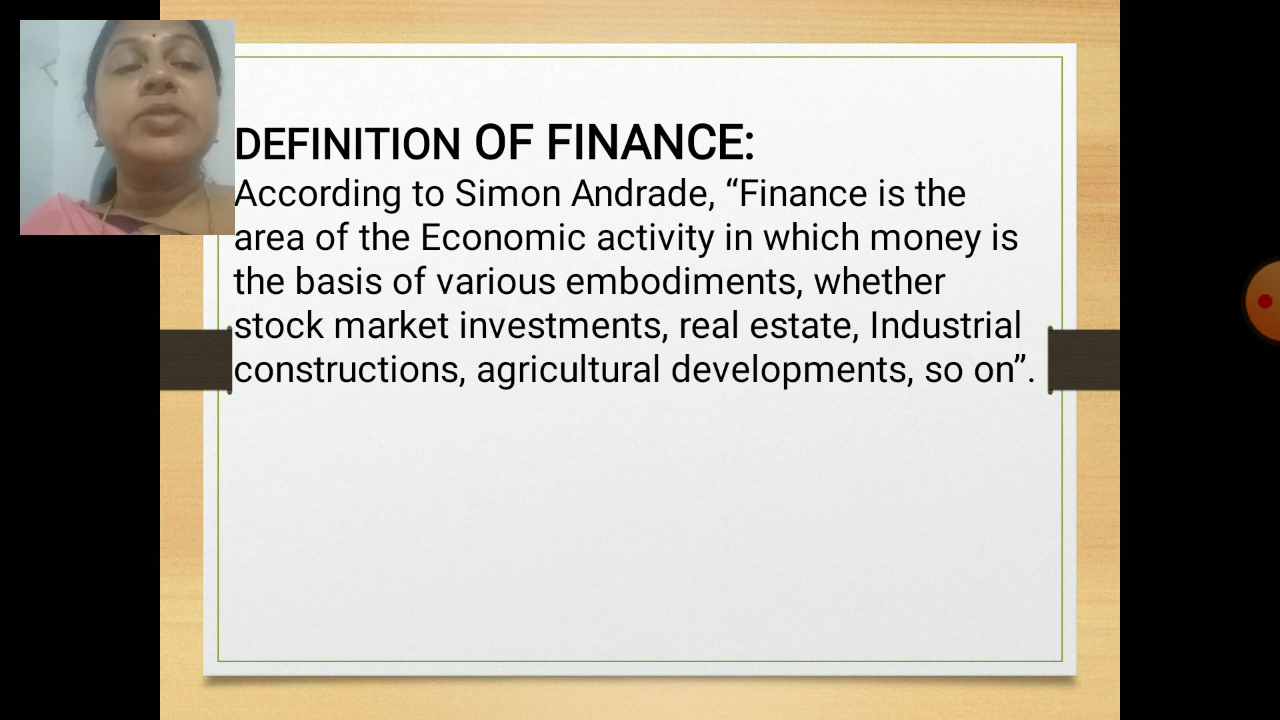 DEFINITION OF FINANCE:
According to Simon Andrade, “Finance is the
area of the Economic activity in which money is
the basis of various embodiments, whether
stock market investments, real estate, Industrial
constructions, agricultural developments, so on”.